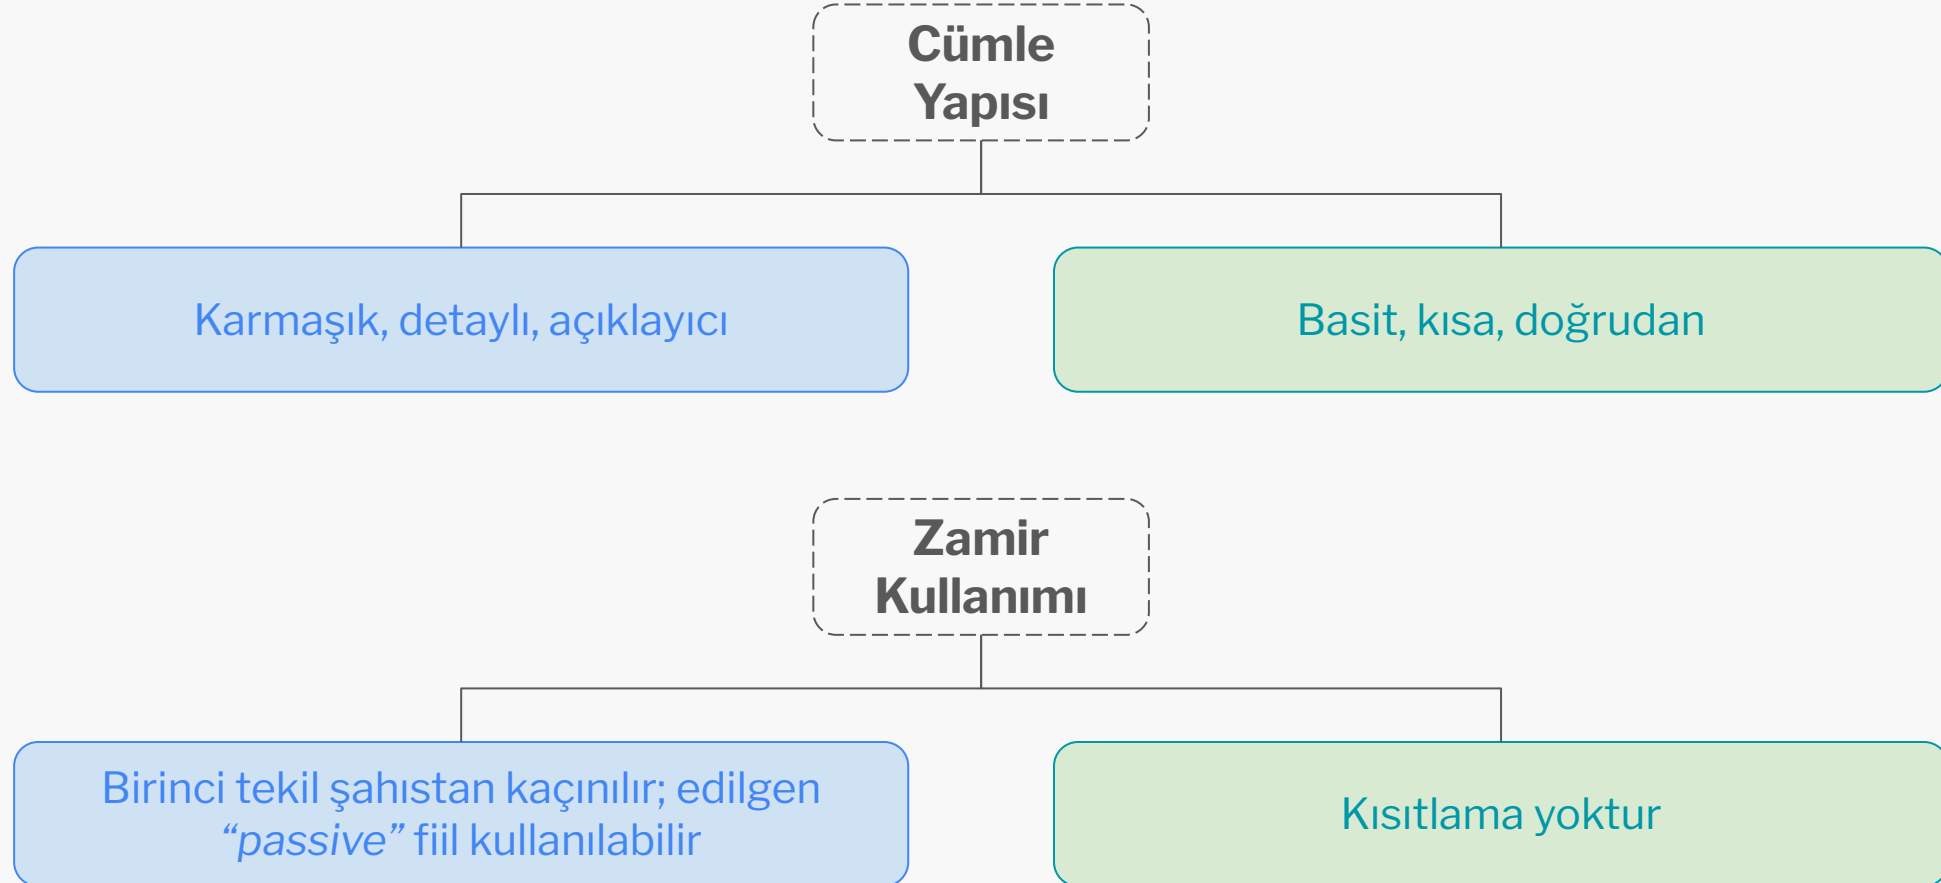 Cümle
Yapısı
Karmaşık, detaylı, açıklayıcı
Basit, kısa, doğrudan
Zamir
Kullanımı
Birinci tekil şahıstan kaçınılır; edilgen
“passive” fiil kullanılabilir
Kısıtlama yoktur